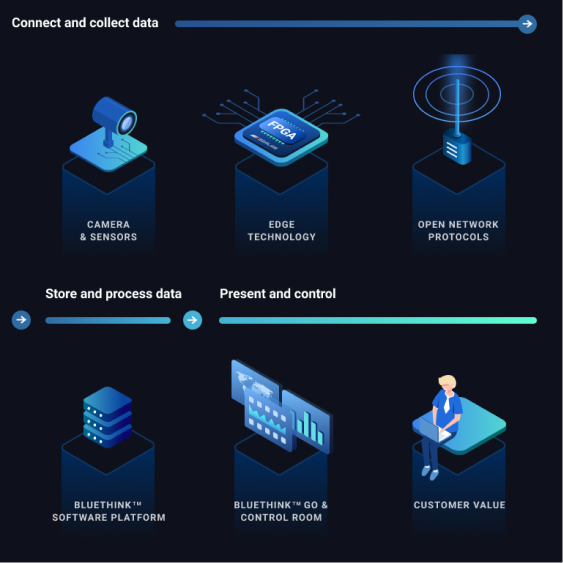 Connect and collect data
FPGA
CAMERA
& SENSORS
EDGE
TECHNOLOGY
OPEN NETWORK
PROTOCOLS
Store and process data
Present and control
BLUETHINK™
SOFTWARE PLATFORM
BLUETHINK™ GO &
CONTROL ROOM
CUSTOMER VALUE